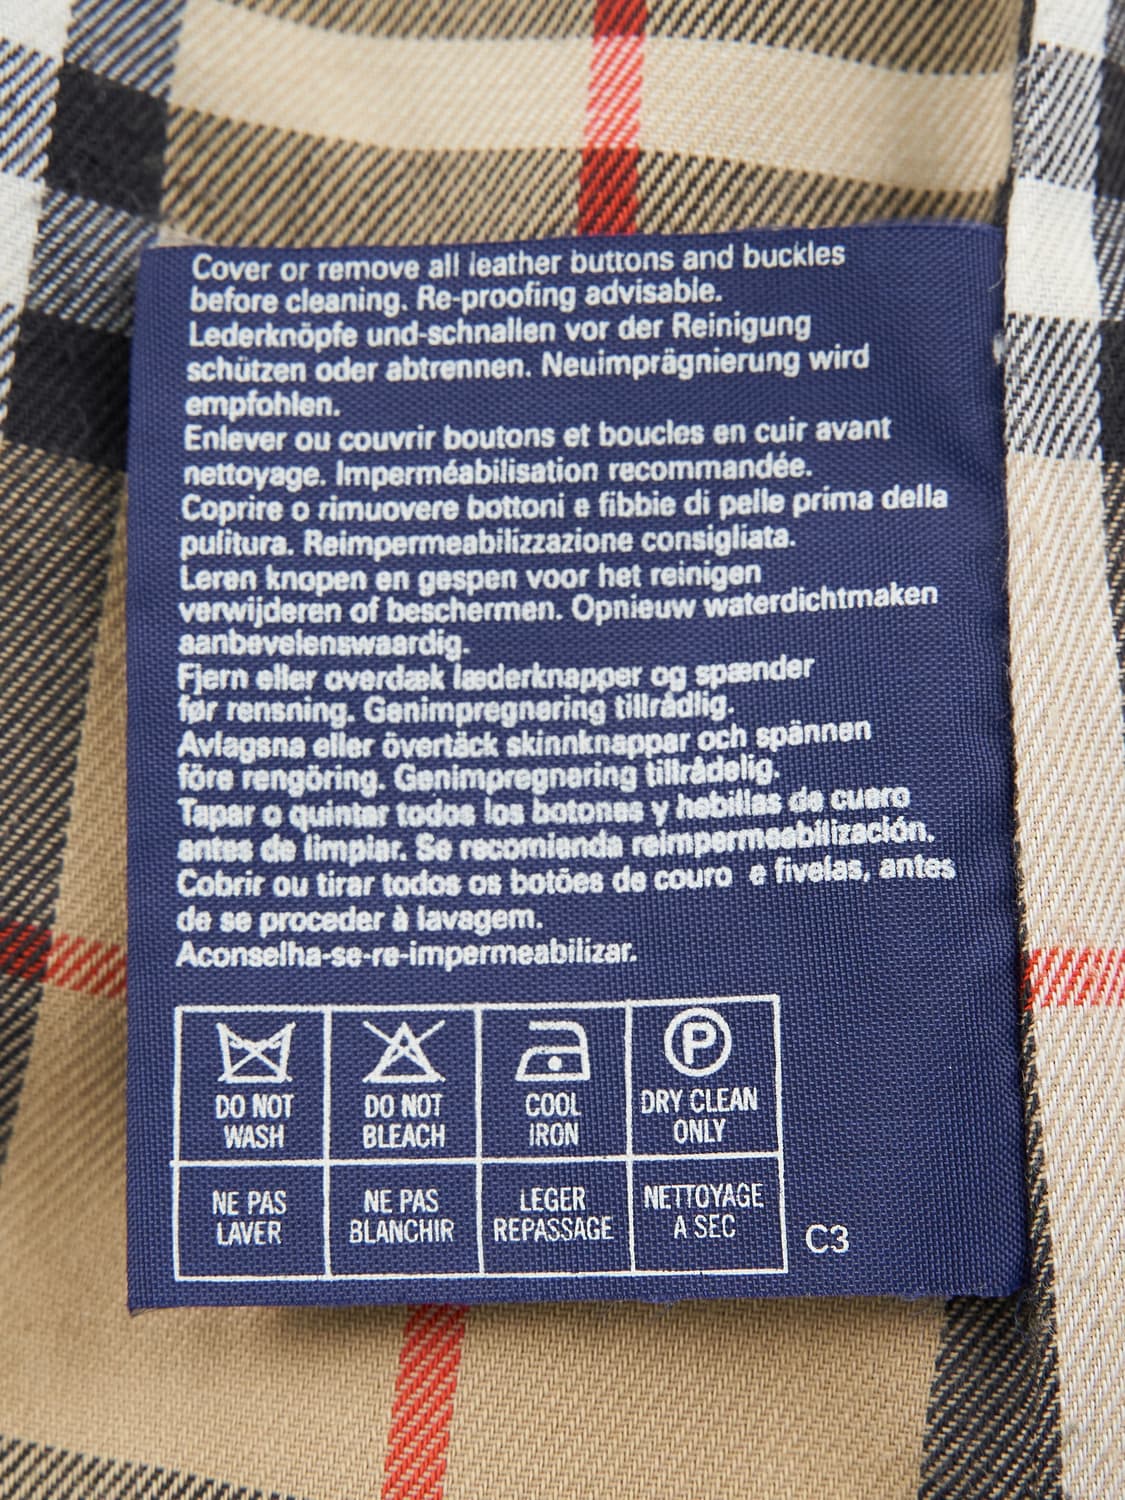 Cover or remove all leather buttons and buckles
before cleaning. Re-proofing advisable.
Lederknöpfe und-schnallen vor der Reinigung
schützen oder abtrennen. Neuimprägnierung wird
empfohlen.
Enlever ou couvrir boutons et boucles en cuir avant
nettoyage. Imperméabilisation recommandée.
Coprire o rimuovere bottoni e fibbie di pelle prima della
pulitura. Reimpermeabilizzazione consigliata.
Leren knopen en gespen voor het reinigen
verwijderen of beschermen. Opnieuw waterdichtmaken
aanbevelenswaardig.
Fjern eller overdæk læderknapper og spænder
før rensning. Genimpregnering tillrådlig.
Avlagsna eller övertäck skinnknappar och spännen
före rengöring. Genimpregnering tillrådelig.
Tapar o quintar todos los botones y hebillas de cuero
antes de limpiar. Se recomienda reimpermeabilización.
Cobrir ou tirar todos os botões de couro e fivelas, antes
de se proceder à lavagem.
Aconselha-se-re-impermeabilizar.
P
DO NOT WASH
DO NOT BLEACH
COOL IRON
DRY CLEAN ONLY
NE PAS LAVER
NE PAS BLANCHIR
LEGER REPASSAGE
NETTOYAGE A SEC
C3